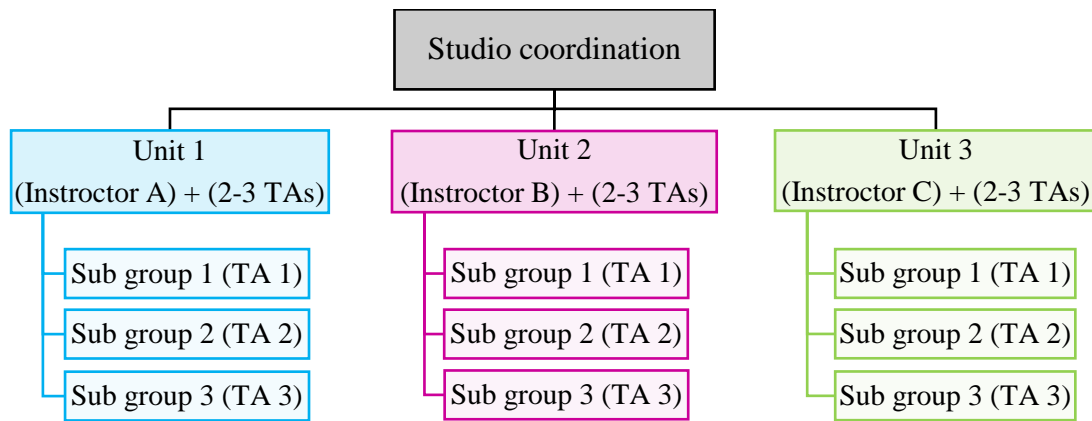 Studio coordination
Unit 1
(Instroctor A) + (2-3 TAs)
Sub group 1 (TA 1)
Sub group 2 (TA 2)
Sub group 3 (TA 3)
Unit 2
(Instroctor B) + (2-3 TAs)
Sub group 1 (TA 1)
Sub group 2 (TA 2)
Sub group 3 (TA 3)
Unit 3
(Instroctor C) + (2-3 TAs)
Sub group 1 (TA 1)
Sub group 2 (TA 2)
Sub group 3 (TA 3)